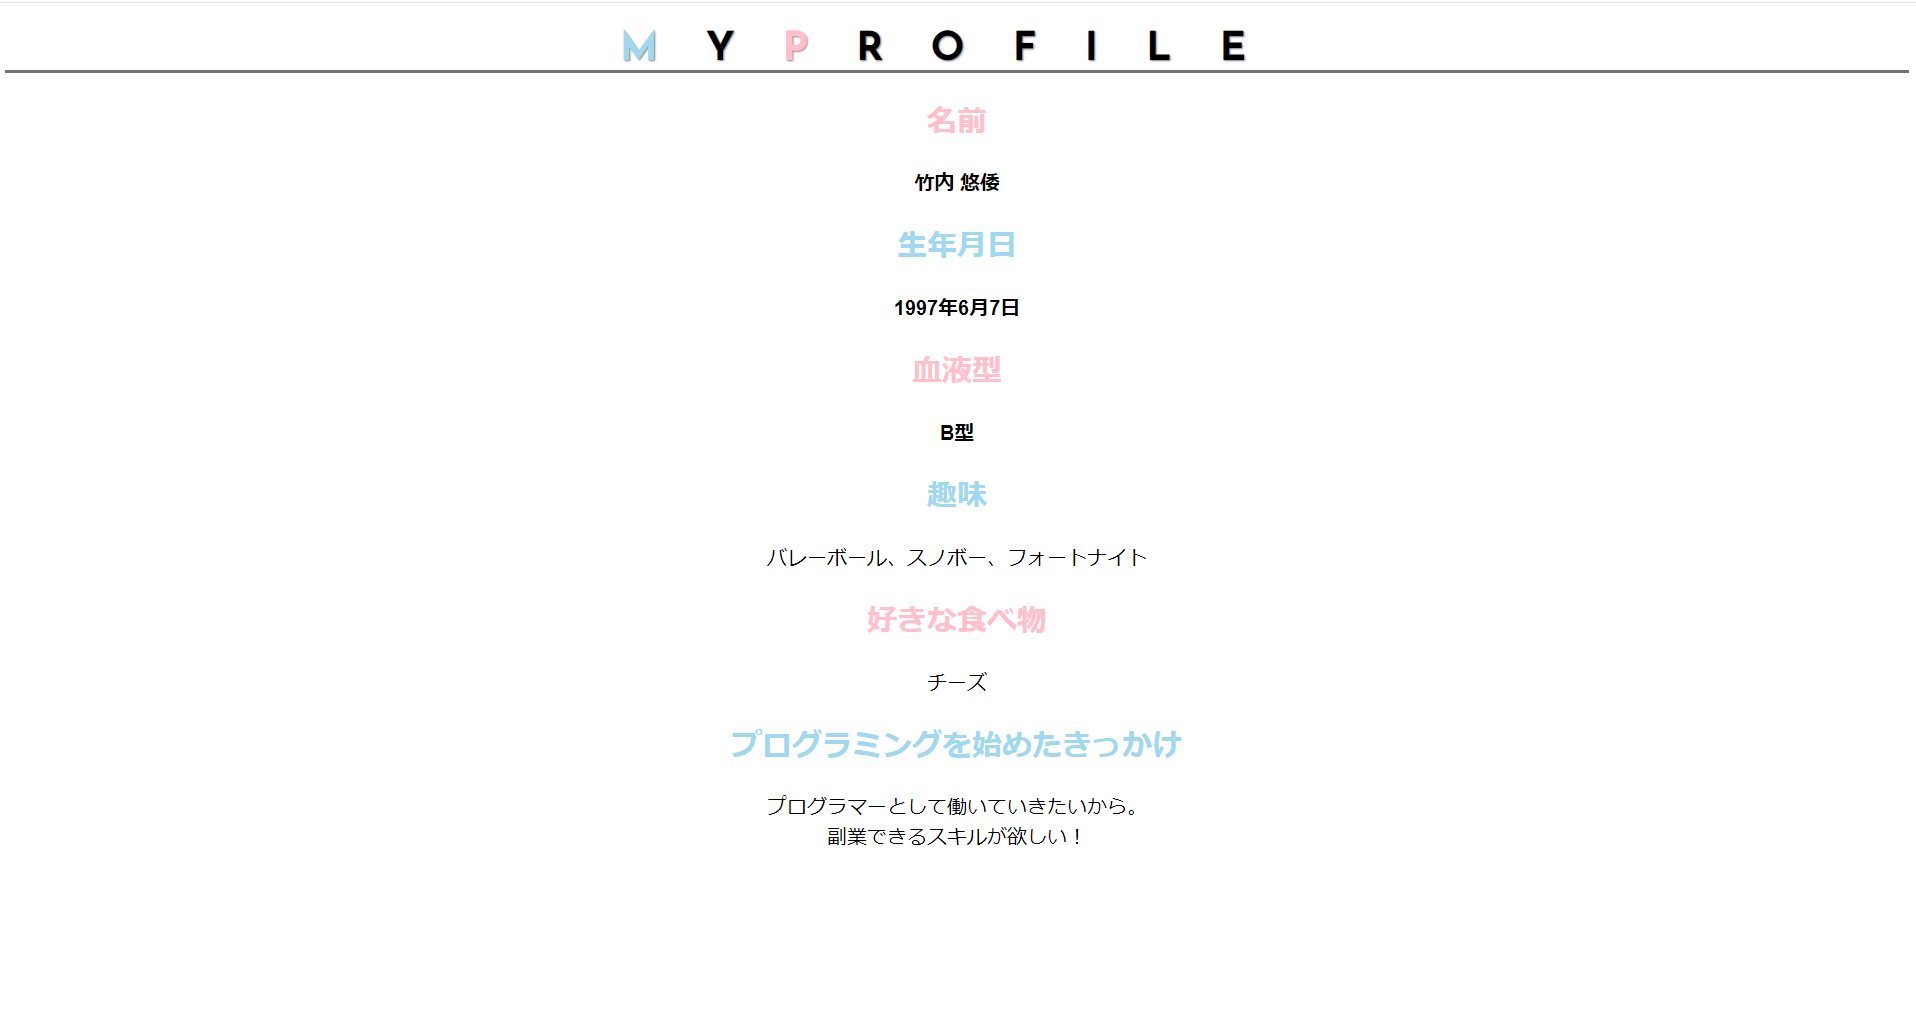 MY PROFILE
名前
竹内 悠倭
生年月日
1997年6月7日
血液型
B型
趣味
バレーボール、スノボー、フォートナイト
好きな食べ物
チーズ
プログラミングを始めたきっかけ
プログラマーとして働いていきたいから。
副業できるスキルが欲しい！